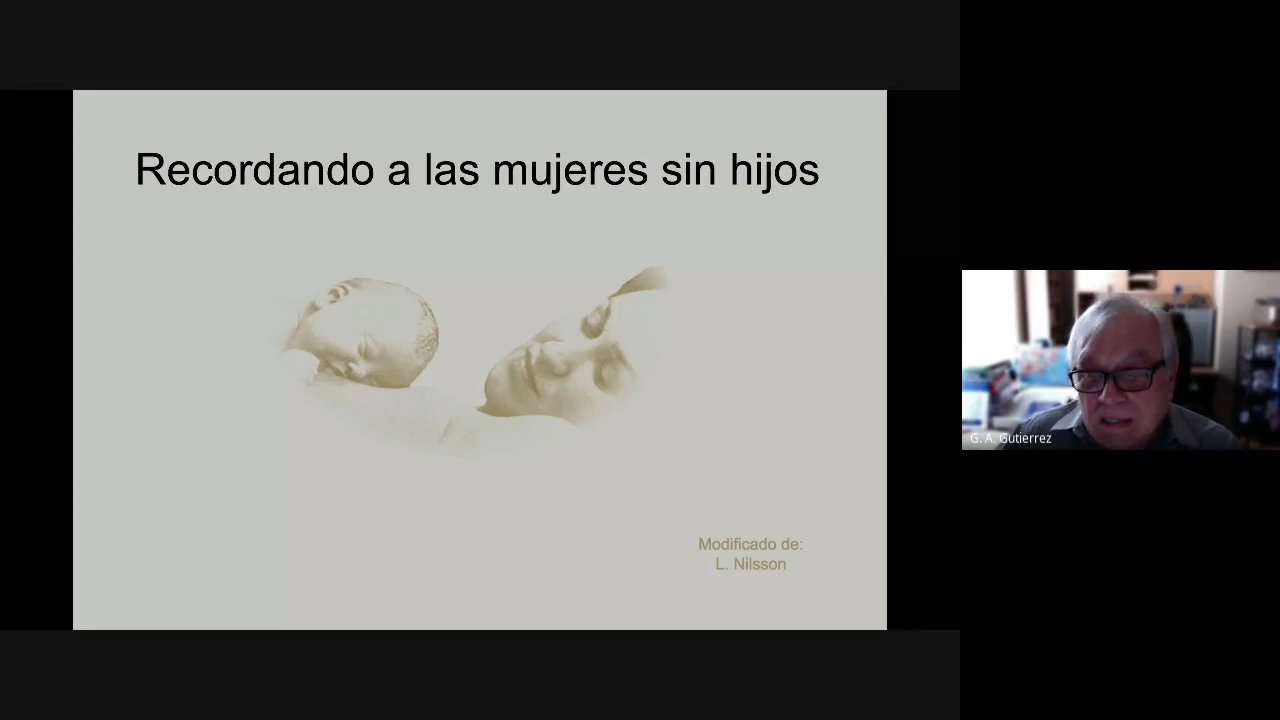 Recordando a las mujeres sin hijos
Modificado de:
L. Nilsson
G. A. Gutierrez